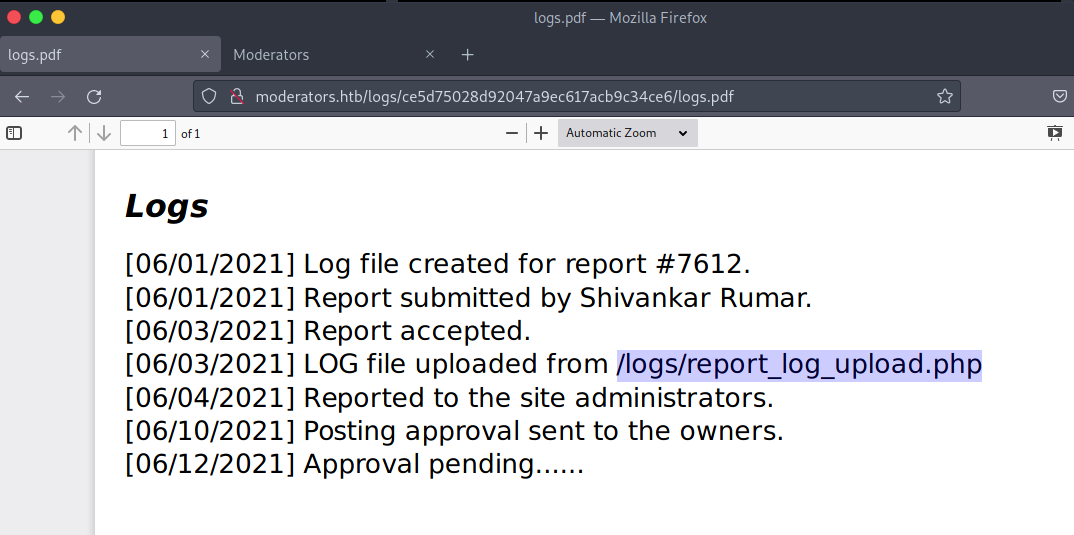 logs.pdf — Mozilla Firefox
logs.pdf
Moderators
moderators.htb/logs/ce5d75028d92047a9ec617acb9c34ce6/logs.pdf
1 of 1
Automatic Zoom
Logs
[06/01/2021] Log file created for report #7612.
[06/01/2021] Report submitted by Shivankar Rumar.
[06/03/2021] Report accepted.
[06/03/2021] LOG file uploaded from /logs/report_log_upload.php
[06/04/2021] Reported to the site administrators.
[06/10/2021] Posting approval sent to the owners.
[06/12/2021] Approval pending......